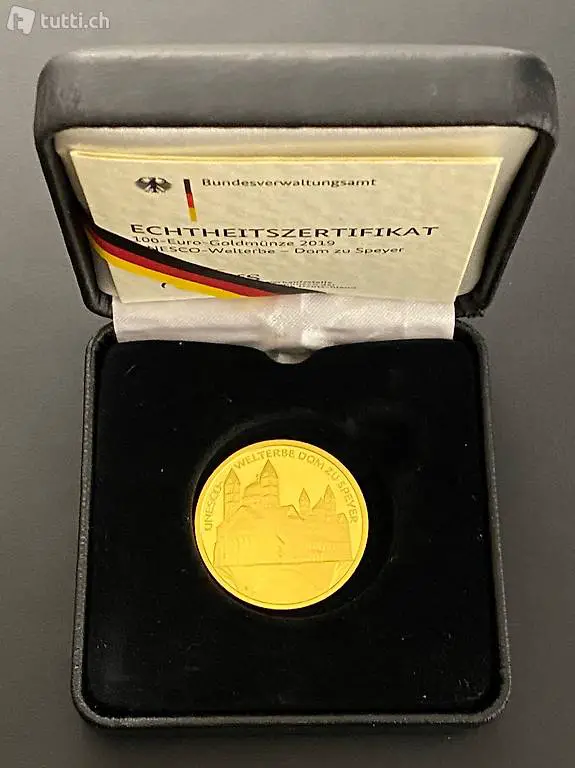 tutti.ch
Bundesverwaltungsamt
ECHTHEITSZERTIFIKAT
100-Euro-Goldmünze 2019
UNESCO-Welterbe – Dom zu Speyer
UNESCO- WELTERBE DOM ZU SPEYER